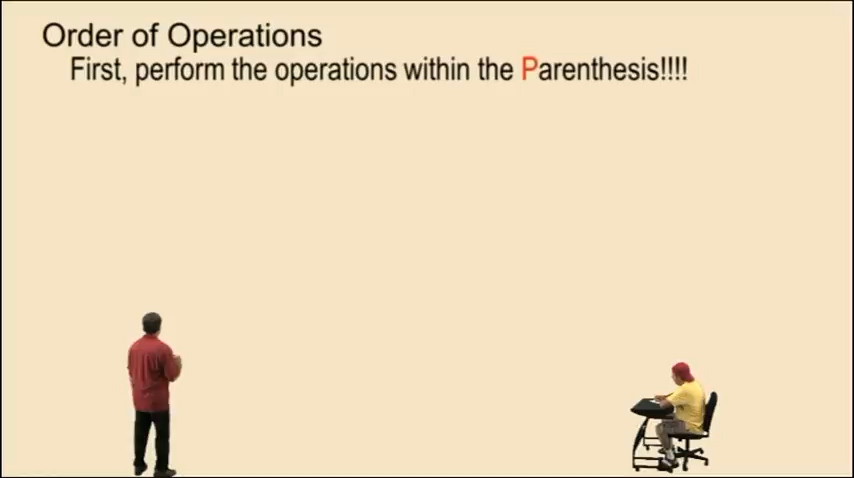 Order of Operations
First, perform the operations within the Parenthesis!!!!